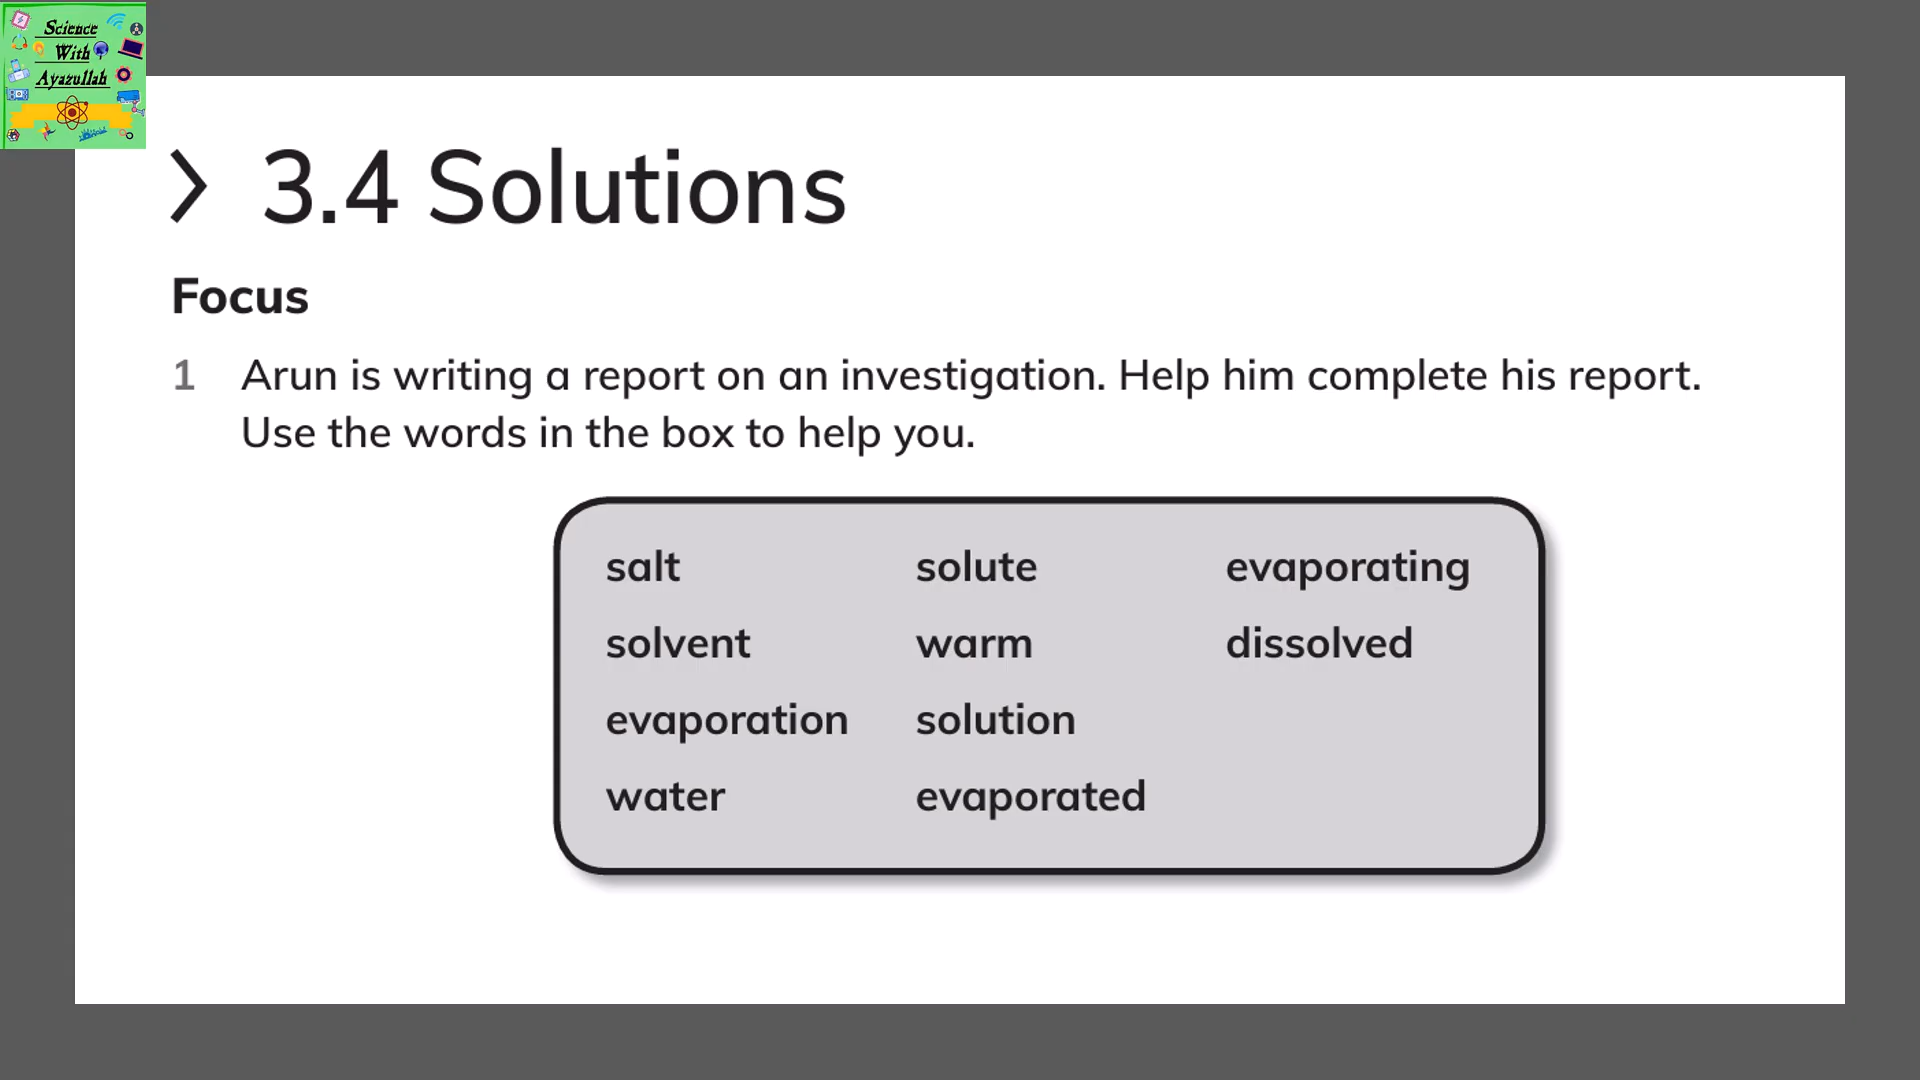 Science
With
Ayazullah
3.4 Solutions
Focus
1 Arun is writing a report on an investigation. Help him complete his report.
Use the words in the box to help you.
salt solute evaporating
solvent warm dissolved
evaporation solution
water evaporated